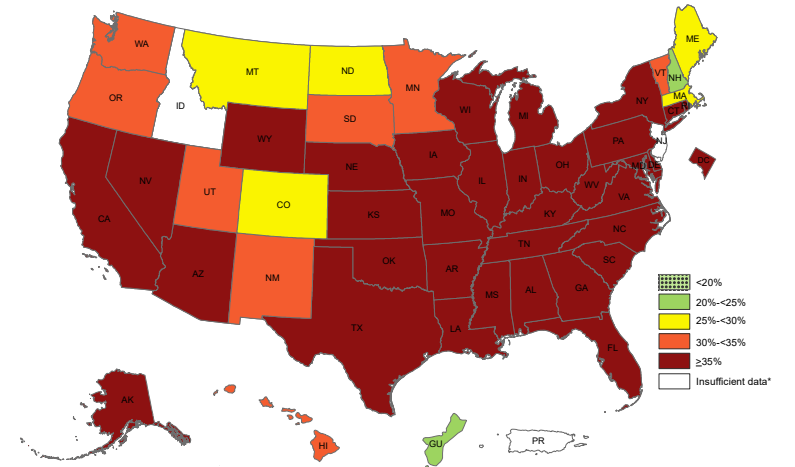 WA
ME
MT
ND
VT
NH
MN
OR
ID
MA
SD
WI
NY
CT
RI
MI
WY
PA
NJ
IA
NE
OH
MD
DE
DC
NV
IL
IN
UT
WV
CO
VA
CA
KS
MO
KY
NC
TN
OK
AZ
AR
SC
NM
GA
MS
AL
TX
LA
FL
AK
HI
GU
PR
<20%
20%-<25%
25%-<30%
30%-<35%
≥35%
Insufficient data*